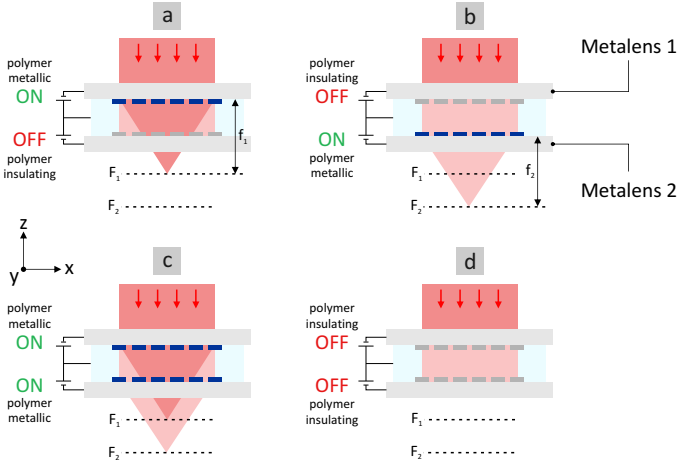 a
polymer
metallic
ON
OFF
polymer
insulating
f1
F1
F2
b
polymer
insulating
OFF
ON
polymer
metallic
f2
F1
F2
Metalens 1
Metalens 2
z
y
x
c
polymer
metallic
ON
ON
polymer
metallic
F1
F2
d
polymer
insulating
OFF
OFF
polymer
insulating
F1
F2